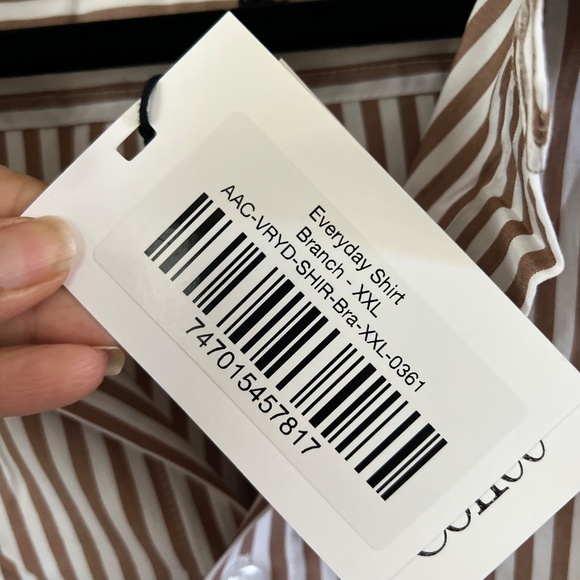 Everyday Shirt
Branch - XXL
AAC-VRYD-SHIR-Bra-XXL-0361
747015457817